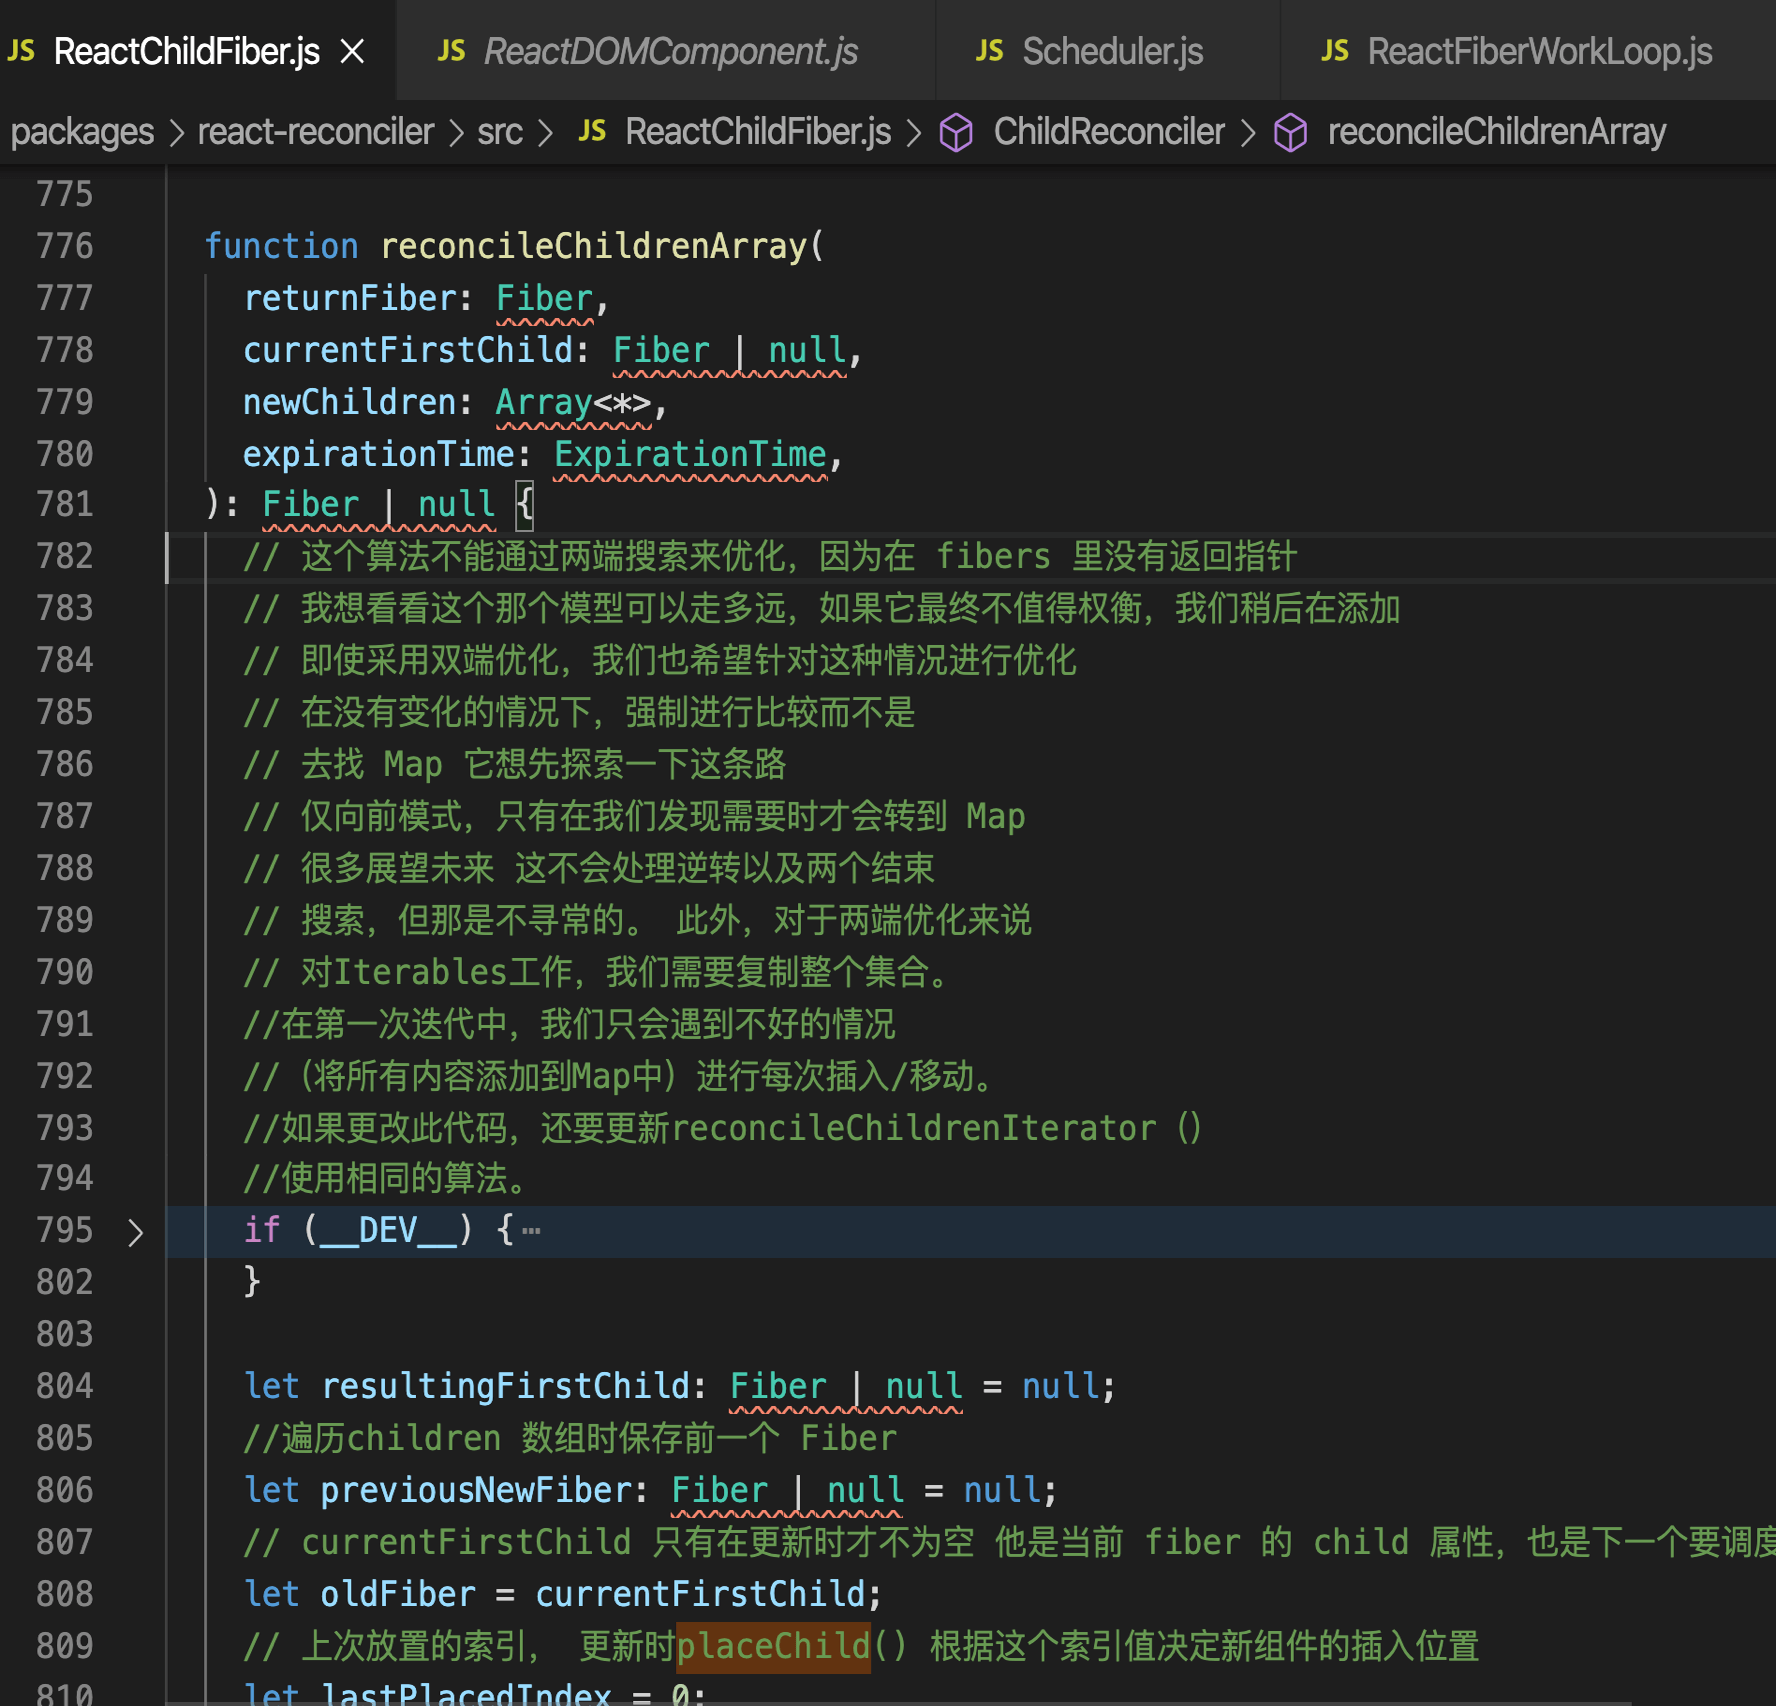 JS ReactChildFiber.js × JS ReactDOMComponent.js JS Scheduler.js JS ReactFiberWorkLoop.js
packages > react-reconciler > src > JS ReactChildFiber.js > ChildReconciler > reconcileChildrenArray
775
776 function reconcileChildrenArray(
777 returnFiber: Fiber,
778 currentFirstChild: Fiber | null,
779 newChildren: Array<*>,
780 expirationTime: ExpirationTime,
781 ): Fiber | null {
782 // 这个算法不能通过两端搜索来优化，因为在 fibers 里没有返回指针
783 // 我想看看这个那个模型可以走多远，如果它最终不值得权衡，我们稍后在添加
784 // 即使采用双端优化，我们也希望针对这种情况进行优化
785 // 在没有变化的情况下，强制进行比较而不是
786 // 去找 Map 它想先探索一下这条路
787 // 仅向前模式，只有在我们发现需要时才会转到 Map
788 // 很多展望未来 这不会处理逆转以及两个结束
789 // 搜索，但那是不寻常的。 此外，对于两端优化来说
790 // 对Iterables工作，我们需要复制整个集合。
791 //在第一次迭代中，我们只会遇到不好的情况
792 //（将所有内容添加到Map中）进行每次插入/移动。
793 //如果更改此代码，还要更新reconcileChildrenIterator（）
794 //使用相同的算法。
795 > if (__DEV__) {…
802 }
803
804 let resultingFirstChild: Fiber | null = null;
805 //遍历children 数组时保存前一个 Fiber
806 let previousNewFiber: Fiber | null = null;
807 // currentFirstChild 只有在更新时才不为空 他是当前 fiber 的 child 属性，也是下一个要调度
808 let oldFiber = currentFirstChild;
809 // 上次放置的索引， 更新时placeChild() 根据这个索引值决定新组件的插入位置
810 let lastPlacedIndex = 0;